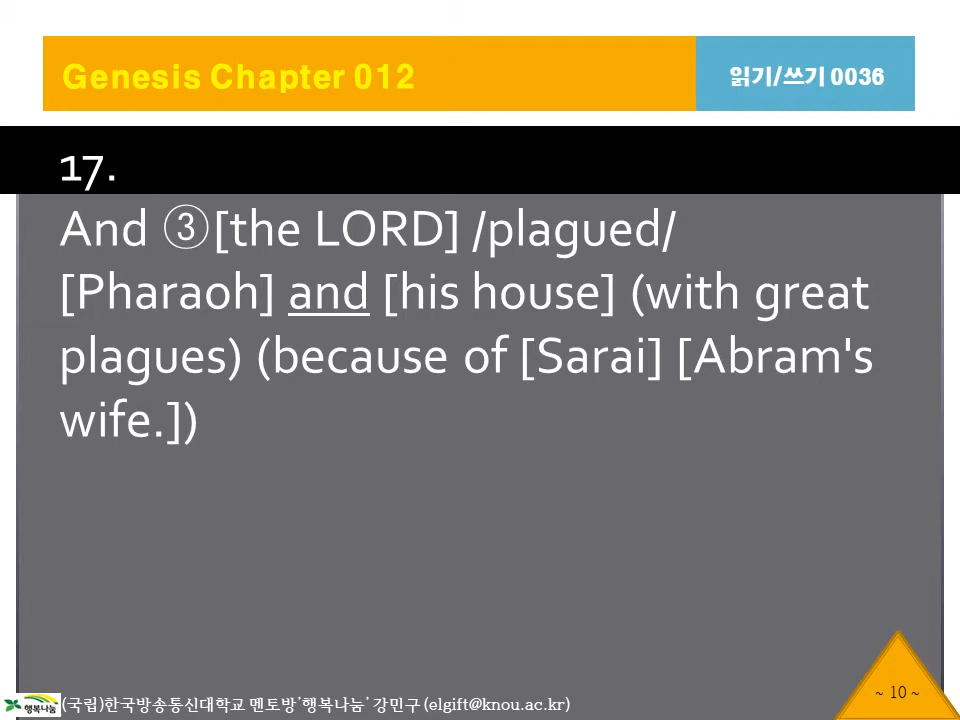 Genesis Chapter 012
읽기/쓰기 0036
17.
And ③[the LORD] /plagued/
[Pharaoh] and [his house] (with great
plagues) (because of [Sarai] [Abram's
wife.])
행복나눔
(국립)한국방송통신대학교 멘토방'행복나눔' 강민구 (elgift@knou.ac.kr)
~ 10 ~